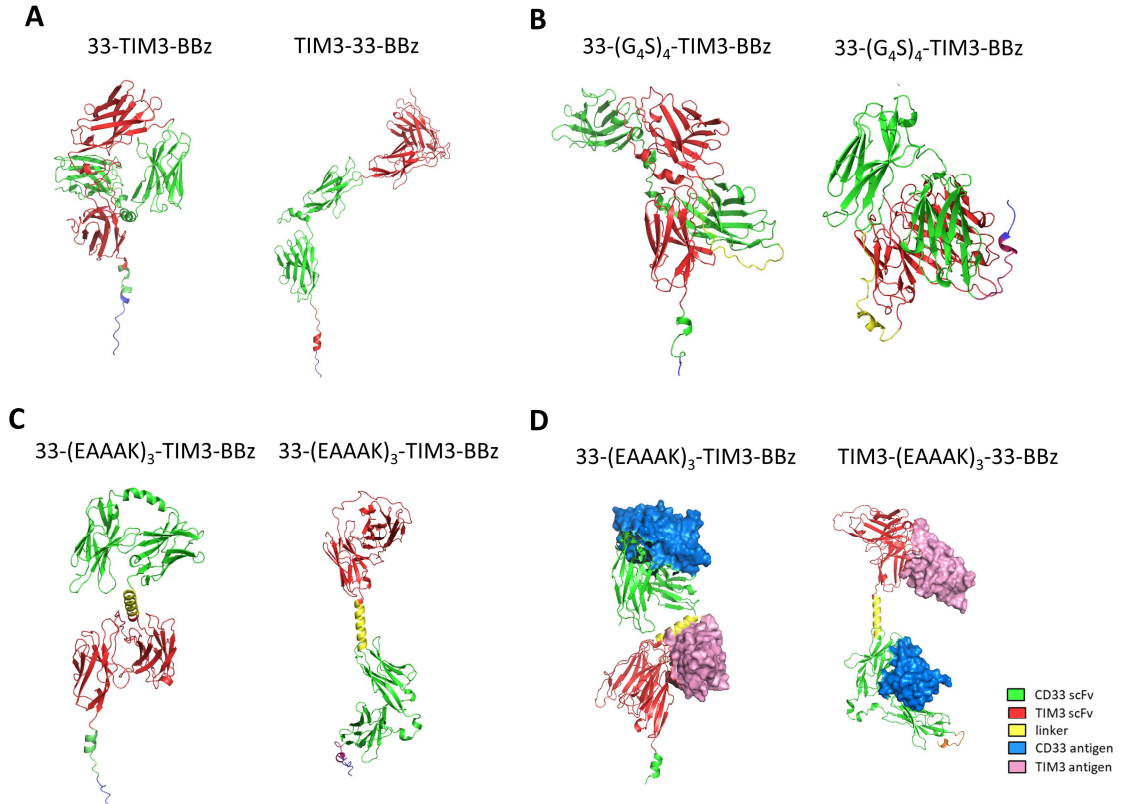 A
33-TIM3-BBz
TIM3-33-BBz
B
33-(G₄S)₄-TIM3-BBz
33-(G₄S)₄-TIM3-BBz
C
33-(EAAAK)₃-TIM3-BBz
33-(EAAAK)₃-TIM3-BBz
D
33-(EAAAK)₃-TIM3-BBz
TIM3-(EAAAK)₃-33-BBz
CD33 scFv
TIM3 scFv
linker
CD33 antigen
TIM3 antigen